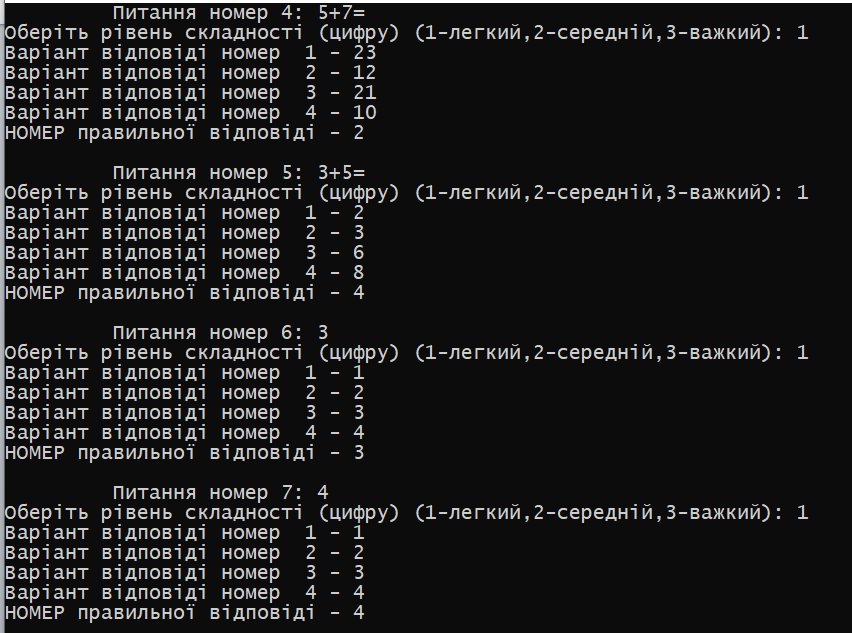 Питання номер 4: 5+7=
Оберіть рівень складності (цифру) (1-легкий,2-середній,3-важкий): 1
Варіант відповіді номер  1 - 23
Варіант відповіді номер  2 - 12
Варіант відповіді номер  3 - 21
Варіант відповіді номер  4 - 10
НОМЕР правильної відповіді - 2
Питання номер 5: 3+5=
Оберіть рівень складності (цифру) (1-легкий,2-середній,3-важкий): 1
Варіант відповіді номер  1 - 2
Варіант відповіді номер  2 - 3
Варіант відповіді номер  3 - 6
Варіант відповіді номер  4 - 8
НОМЕР правильної відповіді - 4
Питання номер 6: 3
Оберіть рівень складності (цифру) (1-легкий,2-середній,3-важкий): 1
Варіант відповіді номер  1 - 1
Варіант відповіді номер  2 - 2
Варіант відповіді номер  3 - 3
Варіант відповіді номер  4 - 4
НОМЕР правильної відповіді - 3
Питання номер 7: 4
Оберіть рівень складності (цифру) (1-легкий,2-середній,3-важкий): 1
Варіант відповіді номер  1 - 1
Варіант відповіді номер  2 - 2
Варіант відповіді номер  3 - 3
Варіант відповіді номер  4 - 4
НОМЕР правильної відповіді - 4